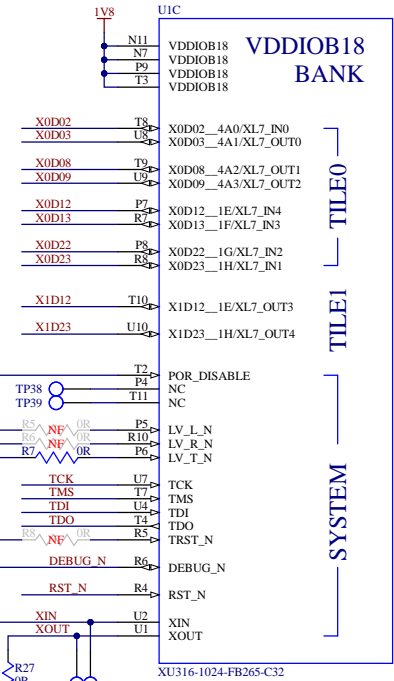 1V8 U1C
VDDIOB18
BANK
N11 VDDIOB18
N7 VDDIOB18
P9 VDDIOB18
T3 VDDIOB18
X0D02 T8 X0D02__4A0/XL7_IN0
X0D03 U8 X0D03__4A1/XL7_OUT0
X0D08 T9 X0D08__4A2/XL7_OUT1
X0D09 U9 X0D09__4A3/XL7_OUT2
X0D12 P7 X0D12__1E/XL7_IN4
X0D13 R7 X0D13__1F/XL7_IN3
X0D22 P8 X0D22__1G/XL7_IN2
X0D23 R8 X0D23__1H/XL7_IN1
TILE0
X1D12 T10 X1D12__1E/XL7_OUT3
X1D23 U10 X1D23__1H/XL7_OUT4
TILE1
T2 POR_DISABLE
TP38 P4 NC
TP39 T11 NC
R5 NF 0R P5 LV_L_N
R6 NF 0R R10 LV_R_N
R7 0R P6 LV_T_N
TCK U7 TCK
TMS T7 TMS
TDI U4 TDI
TDO T4 TDO
R8 NF 0R R5 TRST_N
DEBUG_N R6 DEBUG_N
RST_N R4 RST_N
XIN U2 XIN
XOUT U1 XOUT
SYSTEM
R27
0R
XU316-1024-FB265-C32